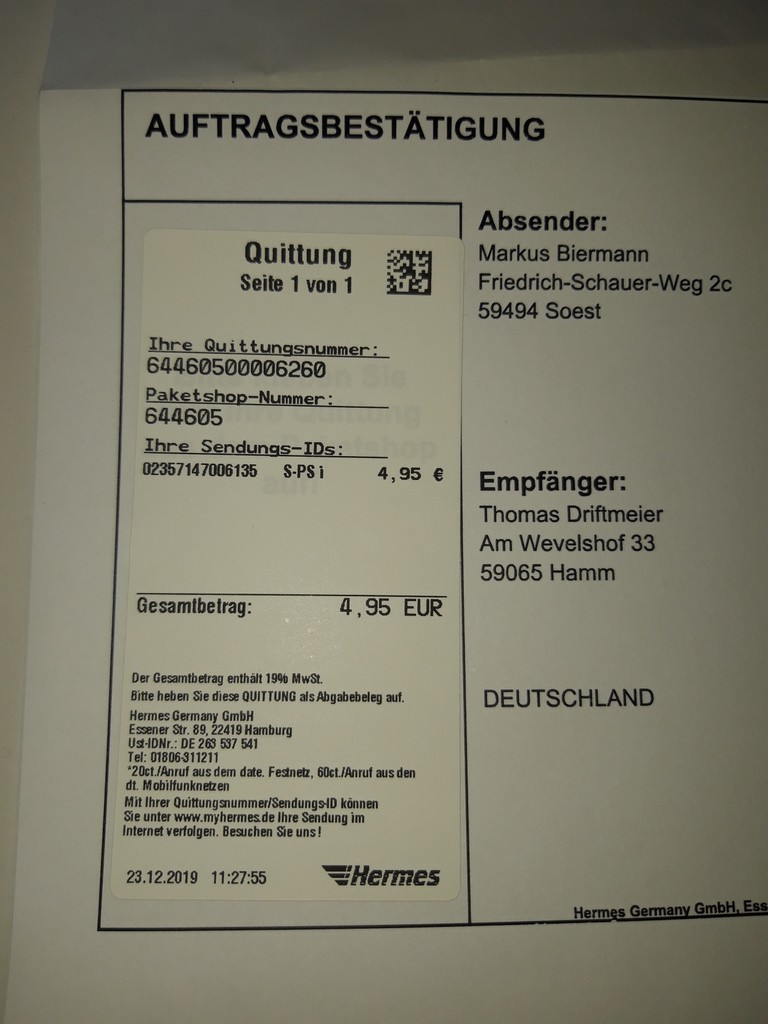 AUFTRAGSBESTÄTIGUNG
Quittung
Seite 1 von 1
Ihre Quittungsnummer:
64460500006260
Paketshop-Nummer:
644605
Ihre Sendungs-IDs:
02357147006135 S-PS i 4,95 €
Gesamtbetrag: 4,95 EUR
Der Gesamtbetrag enthält 19% MwSt.
Bitte heben Sie diese QUITTUNG als Abgabebeleg auf.
Hermes Germany GmbH
Essener Str. 89, 22419 Hamburg
Ust-IDNr.: DE 263 537 541
Tel: 01806-311211
*20ct./Anruf aus dem date. Festnetz, 60ct./Anruf aus den
dt. Mobilfunknetzen
Mit Ihrer Quittungsnummer/Sendungs-ID können
Sie unter www.myhermes.de Ihre Sendung im
Internet verfolgen. Besuchen Sie uns!
23.12.2019 11:27:55 Hermes
Absender:
Markus Biermann
Friedrich-Schauer-Weg 2c
59494 Soest
Empfänger:
Thomas Driftmeier
Am Wevelshof 33
59065 Hamm
DEUTSCHLAND
Hermes Germany GmbH, Ess